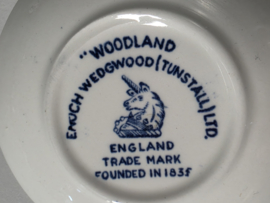 "WOODLAND
ENOCH WEDGWOOD (TUNSTALL) LTD.
ENGLAND
TRADE MARK
FOUNDED IN 1835